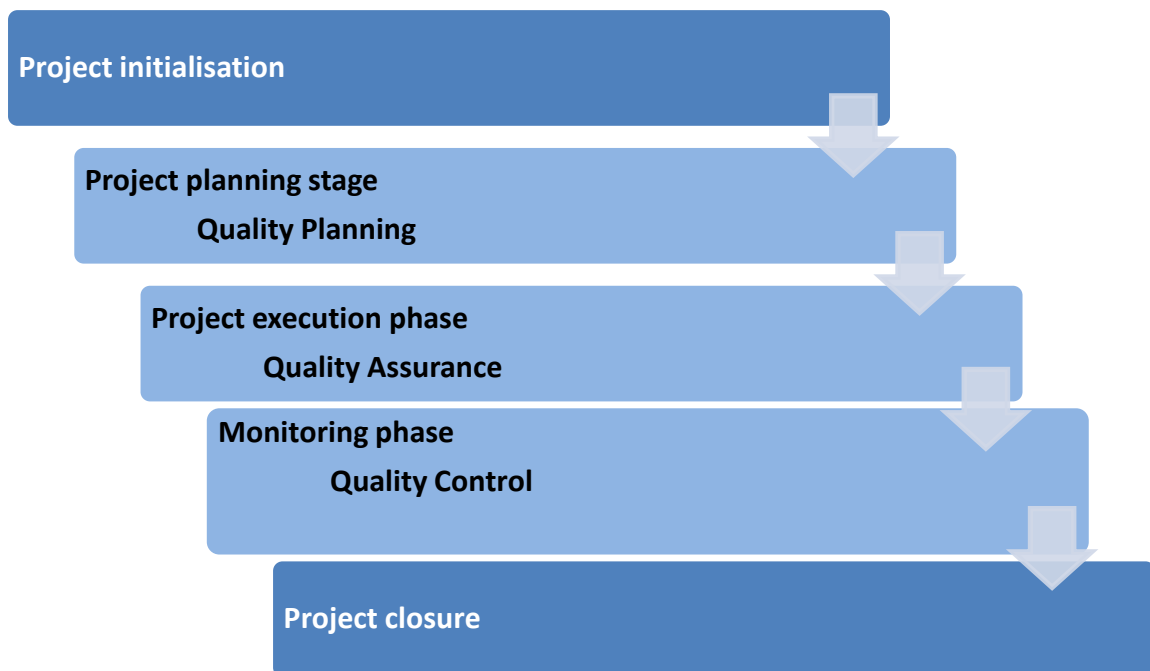 Project initialisation
Project planning stage
Quality Planning
Project execution phase
Quality Assurance
Monitoring phase
Quality Control
Project closure